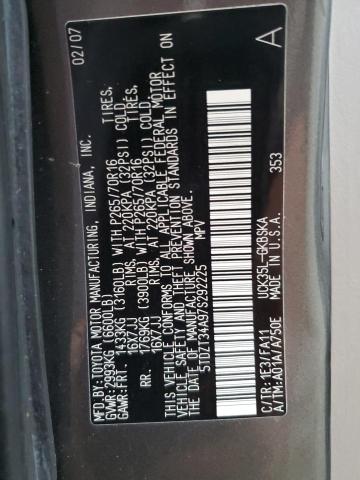 02/07
MFD.BY:TOYOTA MOTOR MANUFACTURING, INDIANA, INC.
GVWR:2993KG (6600LB)
GAWR:FRT. 1433KG (3160LB) WITH P265/70R16 TIRES,
16X7JJ RIMS, AT 220KPA (32PSI) COLD.
RR. 1769KG (3900LB) WITH P265/70R16 TIRES,
16X7JJ RIMS, AT 220KPA (32PSI) COLD.
THIS VEHICLE CONFORMS TO ALL APPLICABLE FEDERAL MOTOR
VEHICLE SAFETY AND THEFT PREVENTION STANDARDS IN EFFECT ON
THE DATE OF MANUFACTURE SHOWN ABOVE.
5TDZT34A97S292225 MPV
A
UCK35L-GKBSKA
C/TR:1E3/FA11 MADE IN U.S.A.
A/TM:A01A/A750E 353